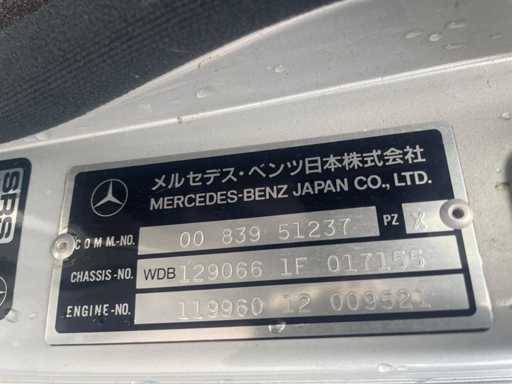 メルセデス・ベンツ日本株式会社
MERCEDES-BENZ JAPAN CO., LTD.
COMM.-NO. 00 839 51237 PZ X
CHASSIS-NO. WDB 129066 1F 017155
ENGINE-NO. 119960 12 009521
SRS